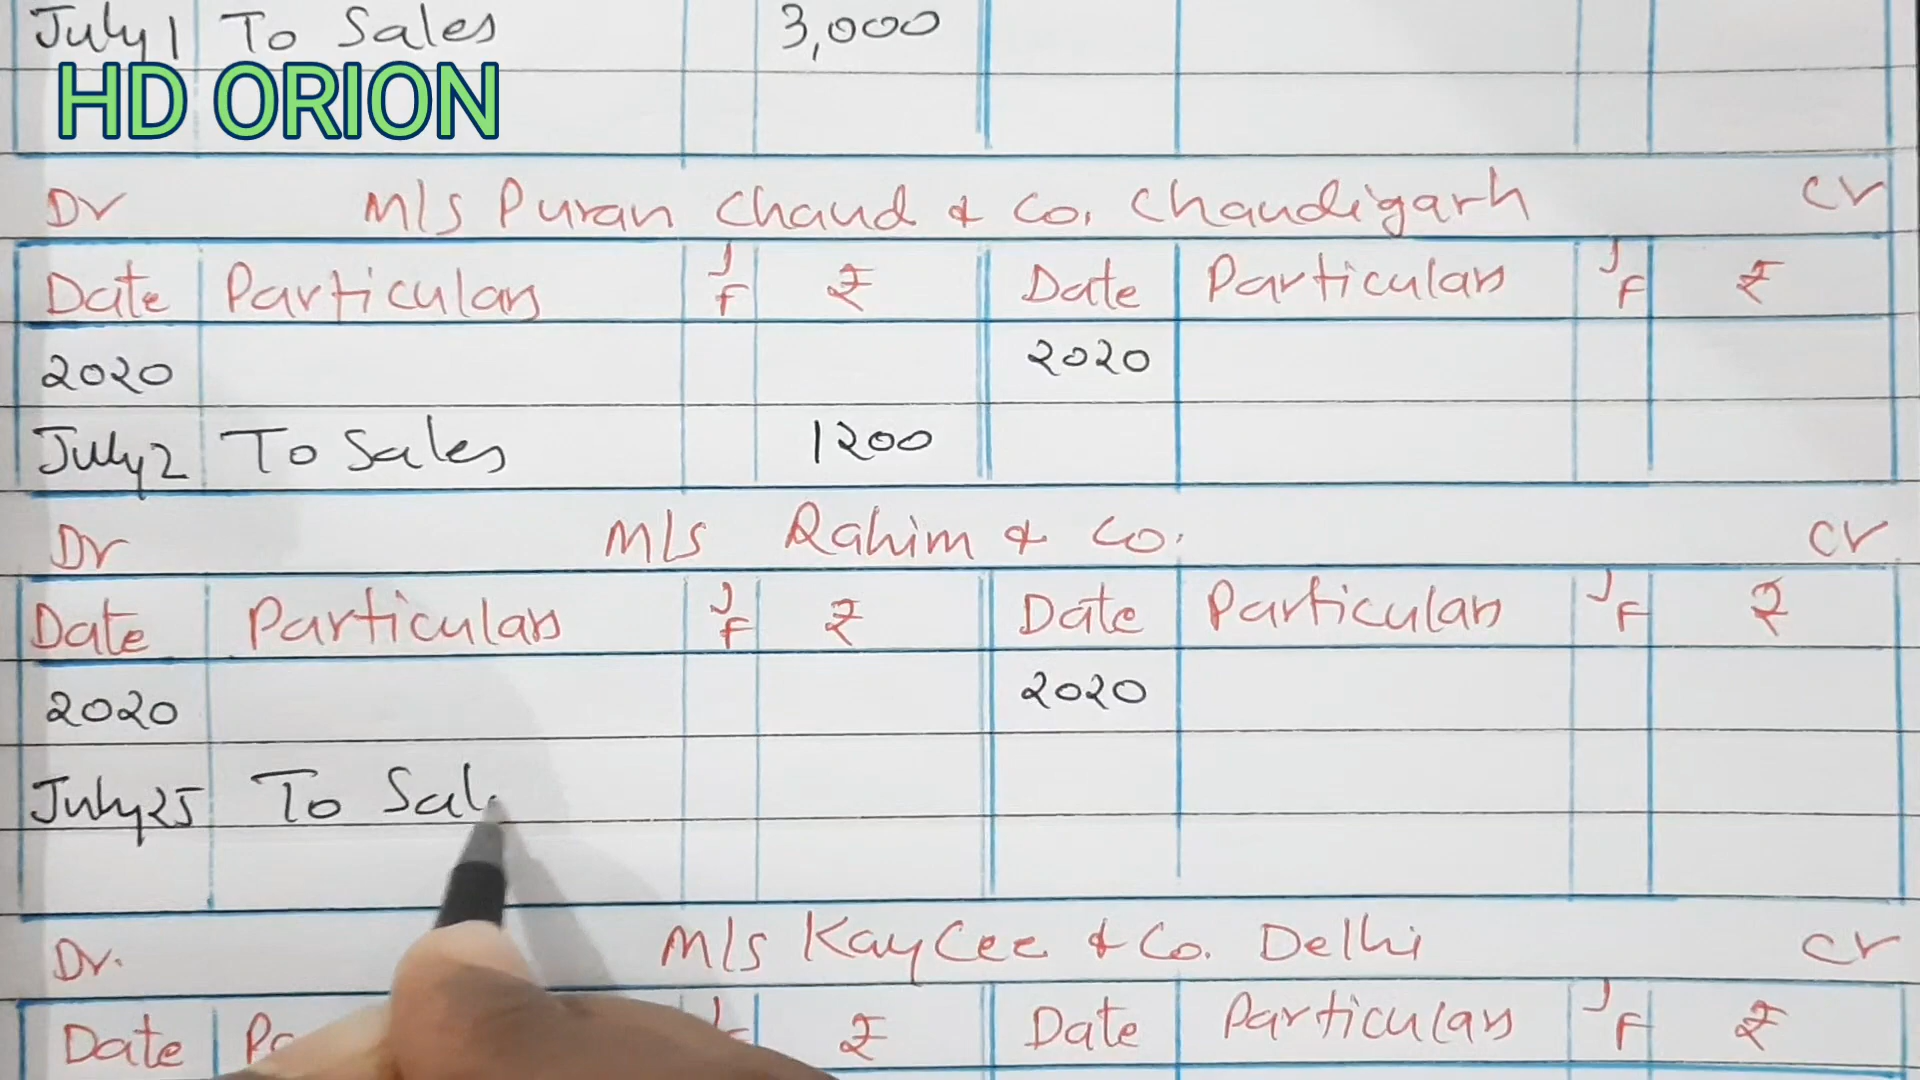 July 1 To Sales 3,000
HD ORION
Dr M/s Puran Chand & Co. Chandigarh Cr
Date Particulars J F ₹ Date Particulars J F ₹
2020 2020
July 2 To Sales 1200
Dr M/s Rahim & Co. Cr
Date Particulars J F ₹ Date Particulars J F ₹
2020 2020
July 25 To Sal
Dr. M/s KayCee & Co. Delhi Cr
Date Pa ₹ Date Particulars J F ₹